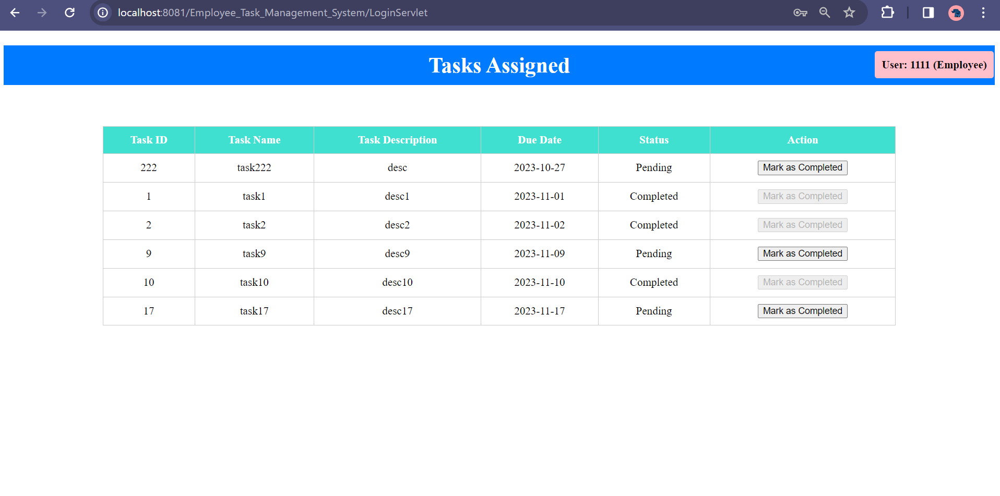 localhost:8081/Employee_Task_Management_System/LoginServlet
Tasks Assigned
User: 1111 (Employee)
Task ID Task Name Task Description Due Date Status Action
222 task222 desc 2023-10-27 Pending Mark as Completed
1 task1 desc1 2023-11-01 Completed Mark as Completed
2 task2 desc2 2023-11-02 Completed Mark as Completed
9 task9 desc9 2023-11-09 Pending Mark as Completed
10 task10 desc10 2023-11-10 Completed Mark as Completed
17 task17 desc17 2023-11-17 Pending Mark as Completed